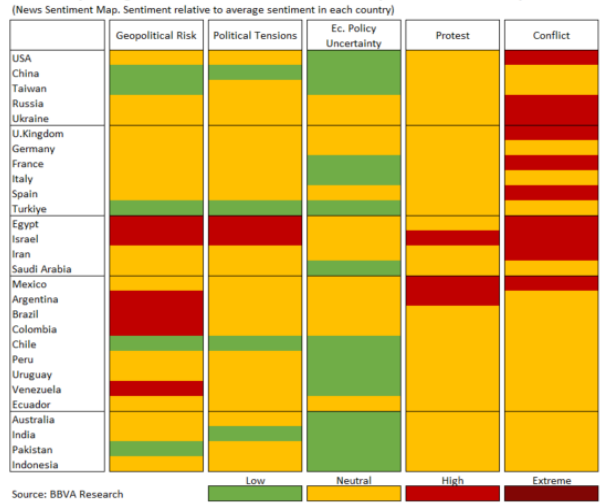 (News Sentiment Map. Sentiment relative to average sentiment in each country)
Geopolitical Risk Political Tensions Ec. Policy Uncertainty Protest Conflict
USA
China
Taiwan
Russia
Ukraine
U.Kingdom
Germany
France
Italy
Spain
Turkiye
Egypt
Israel
Iran
Saudi Arabia
Mexico
Argentina
Brazil
Colombia
Chile
Peru
Uruguay
Venezuela
Ecuador
Australia
India
Pakistan
Indonesia
Low Neutral High Extreme
Source: BBVA Research